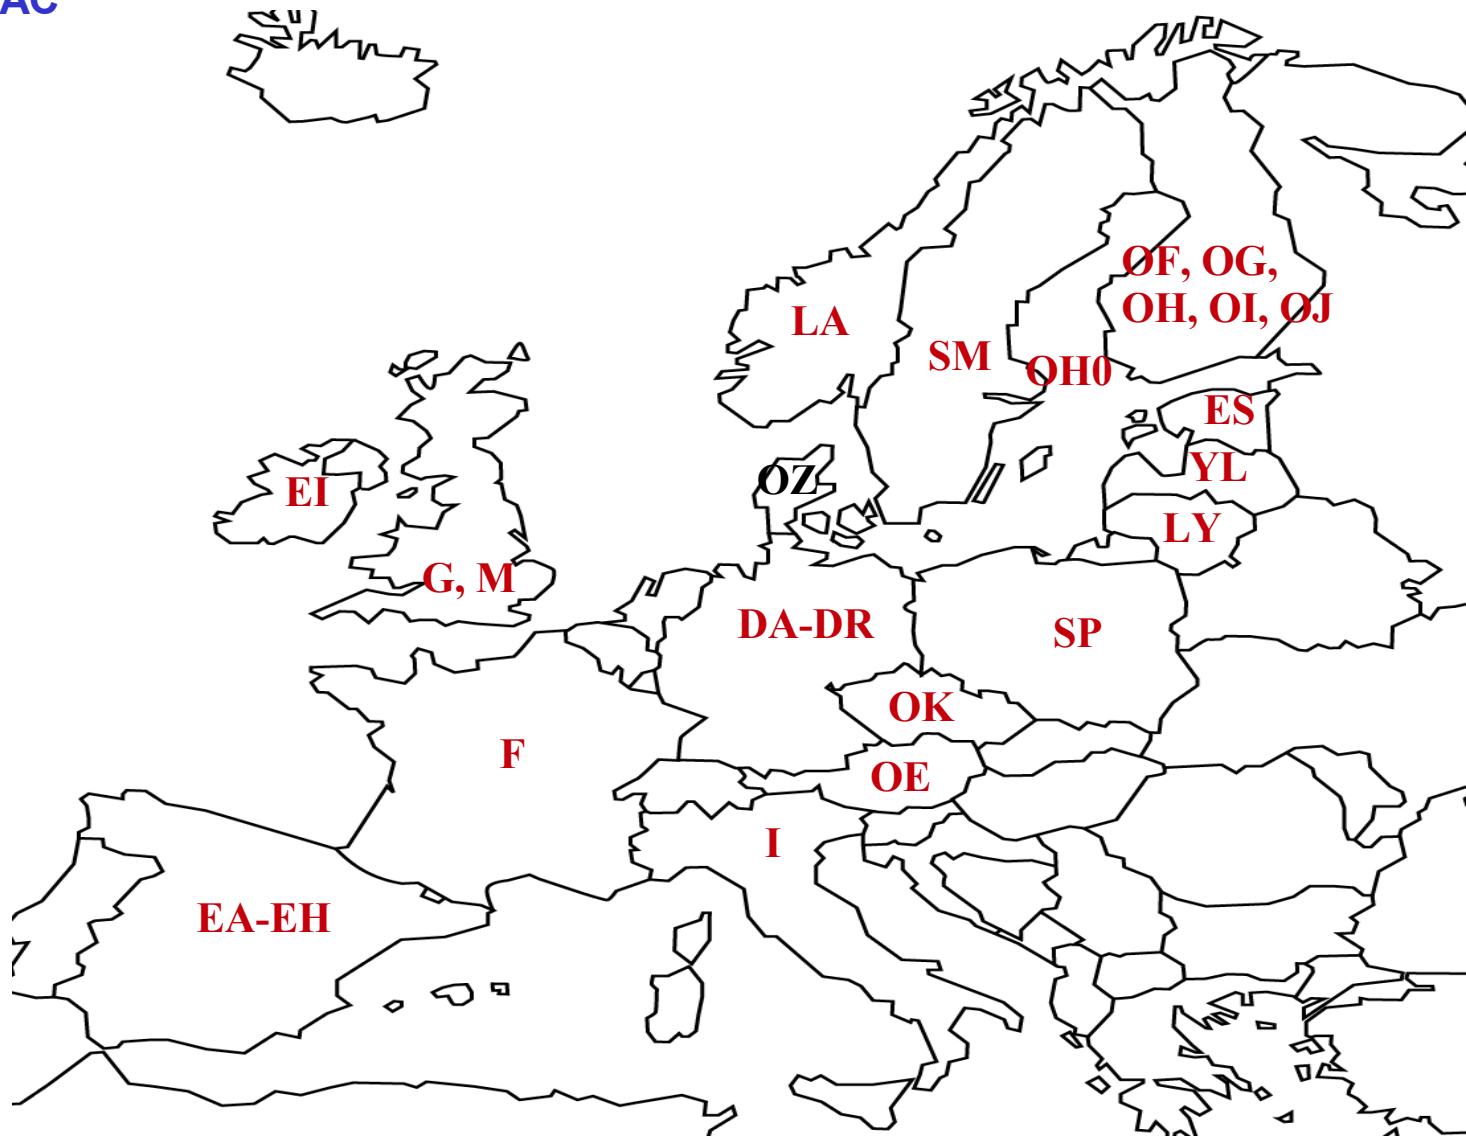 AC
OF, OG,
OH, OI, OJ
LA
SM
OH0
ES
OZ
YL
EI
LY
G, M
DA-DR
SP
OK
F
OE
I
EA-EH